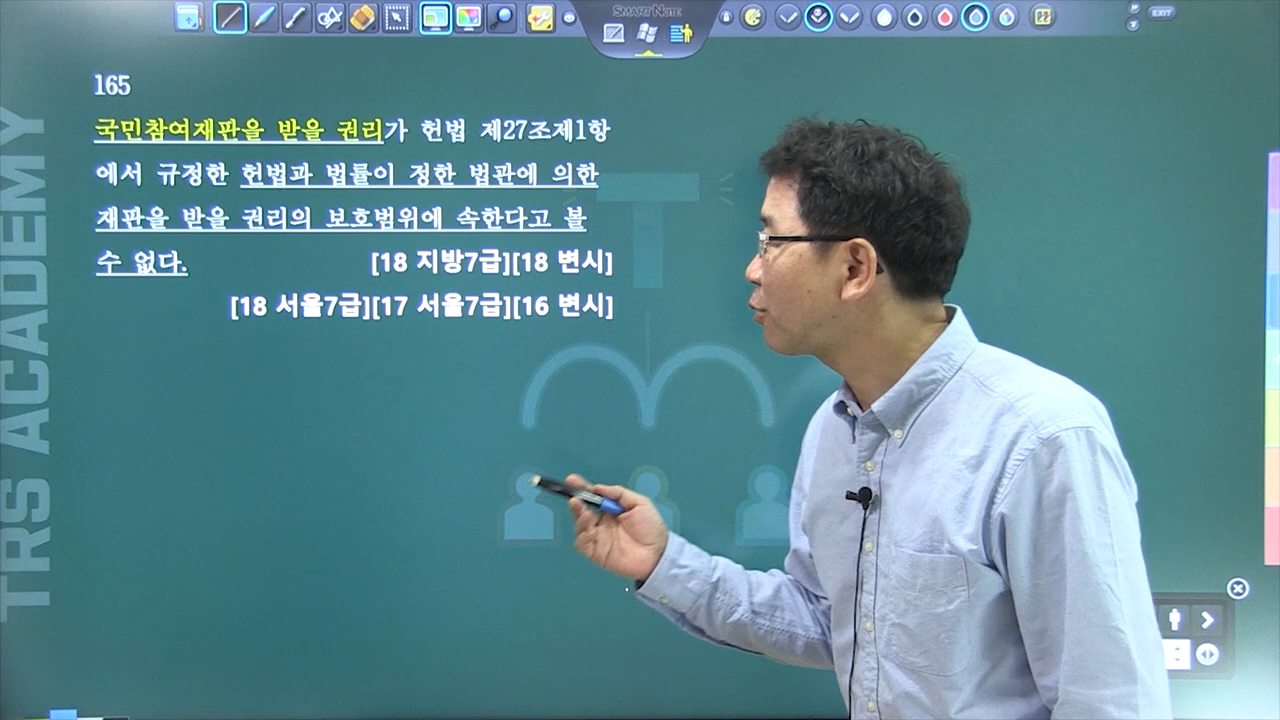 SMART NOTE
EXIT
165
국민참여재판을 받을 권리가 헌법 제27조제1항
에서 규정한 헌법과 법률이 정한 법관에 의한
재판을 받을 권리의 보호범위에 속한다고 볼
수 없다. [18 지방7급][18 변시]
[18 서울7급][17 서울7급][16 변시]
TRS ACADEMY